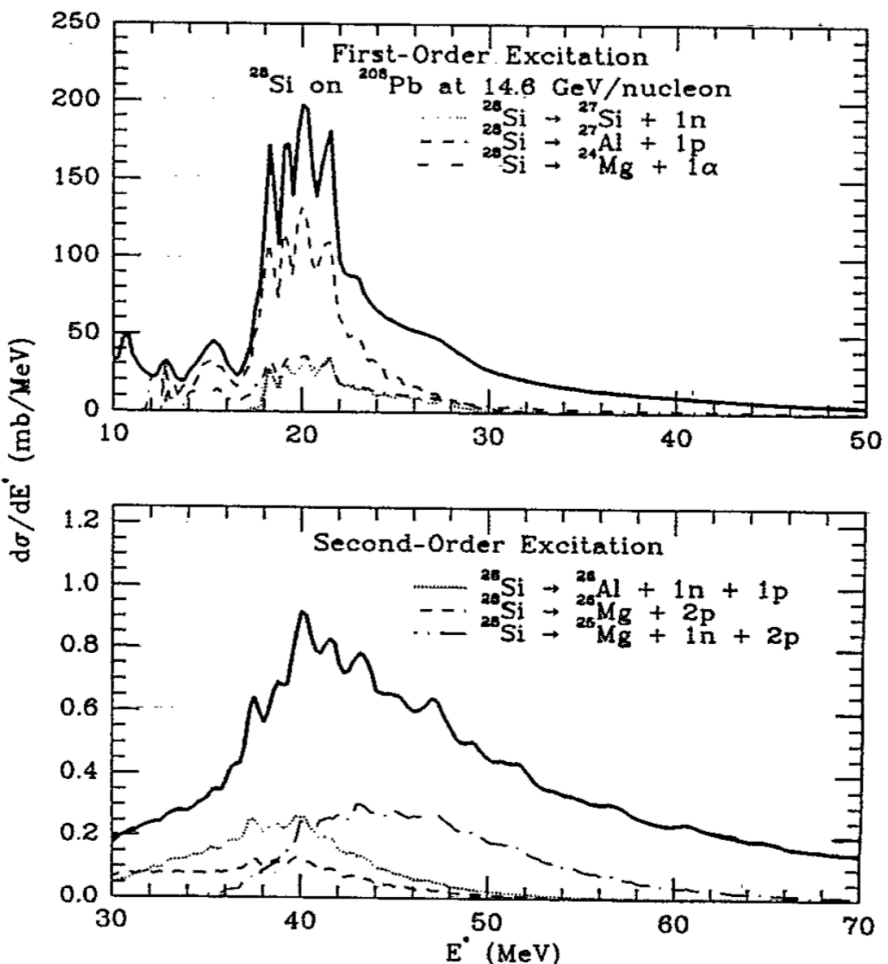 250
200
150
100
50
0
First-Order Excitation
²⁸Si on ²⁰⁸Pb at 14.6 GeV/nucleon
²⁸Si → ²⁷Si + 1n
²⁸Si → ²⁷Al + 1p
²⁸Si → ²⁴Mg + 1α
10 20 30 40 50
dσ/dE* (mb/MeV)
1.2
1.0
0.8
0.6
0.4
0.2
0.0
Second-Order Excitation
²⁸Si → ²⁶Al + 1n + 1p
²⁸Si → ²⁶Mg + 2p
²⁸Si → ²⁵Mg + 1n + 2p
30 40 50 60 70
E* (MeV)